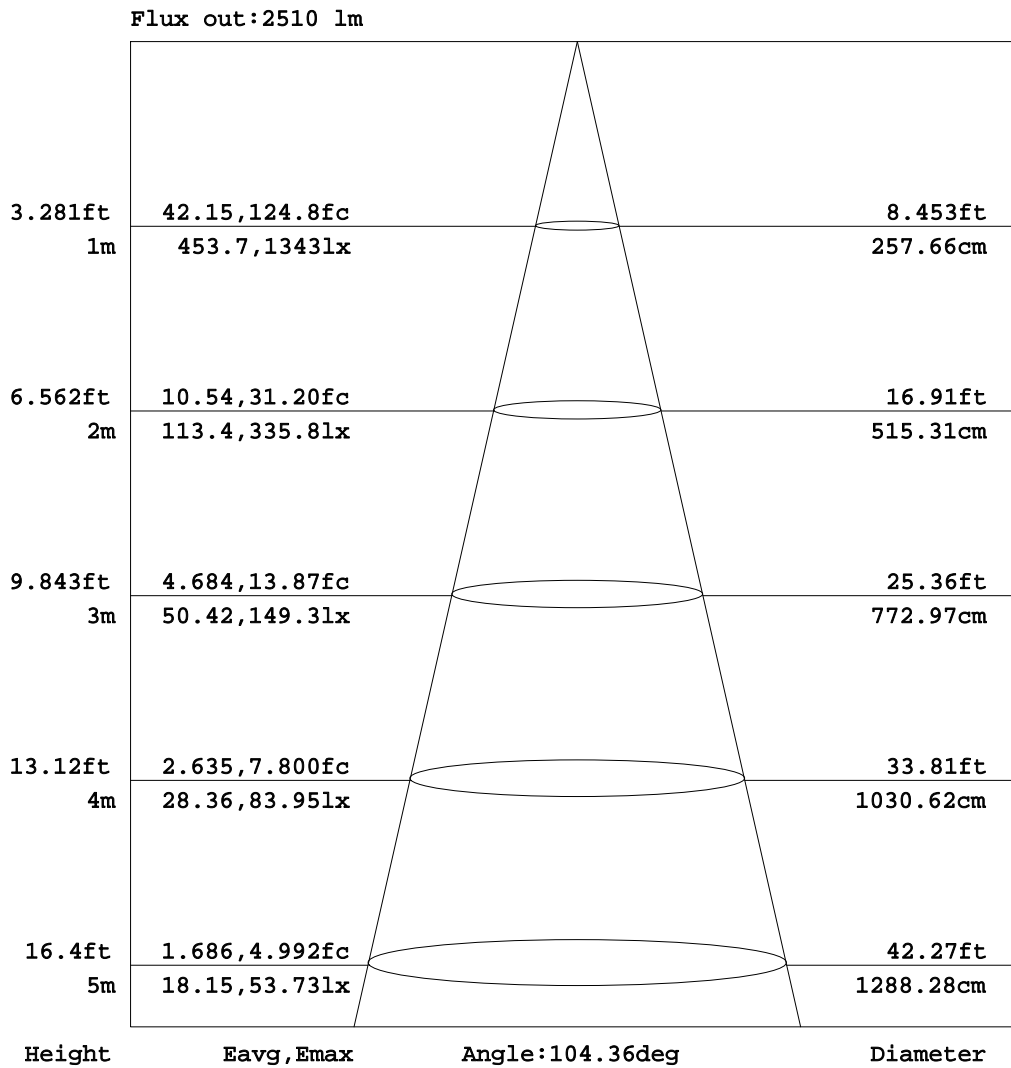 Flux out:2510 lm
3.281ft 42.15,124.8fc 8.453ft
1m 453.7,1343lx 257.66cm
6.562ft 10.54,31.20fc 16.91ft
2m 113.4,335.8lx 515.31cm
9.843ft 4.684,13.87fc 25.36ft
3m 50.42,149.3lx 772.97cm
13.12ft 2.635,7.800fc 33.81ft
4m 28.36,83.95lx 1030.62cm
16.4ft 1.686,4.992fc 42.27ft
5m 18.15,53.73lx 1288.28cm
Height Eavg,Emax Angle:104.36deg Diameter